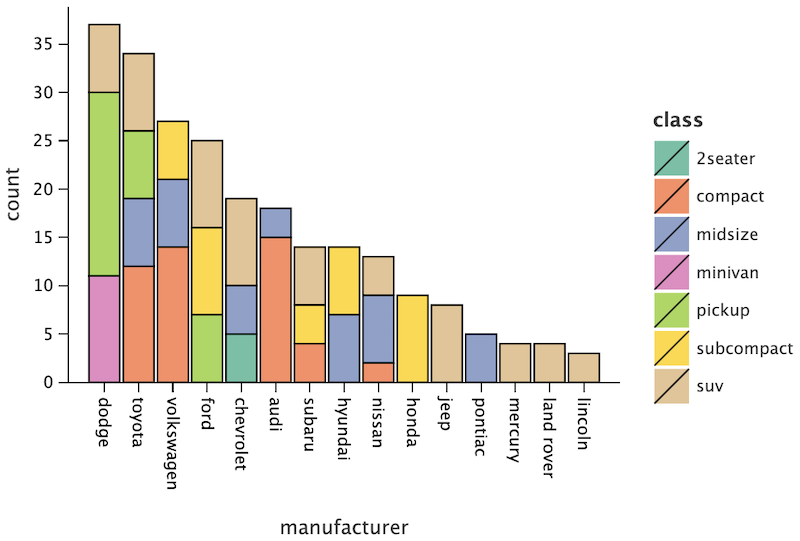 35
30
25
20
15
10
5
0
count
dodge
toyota
volkswagen
ford
chevrolet
audi
subaru
hyundai
nissan
honda
jeep
pontiac
mercury
land rover
lincoln
manufacturer
class
2seater
compact
midsize
minivan
pickup
subcompact
suv